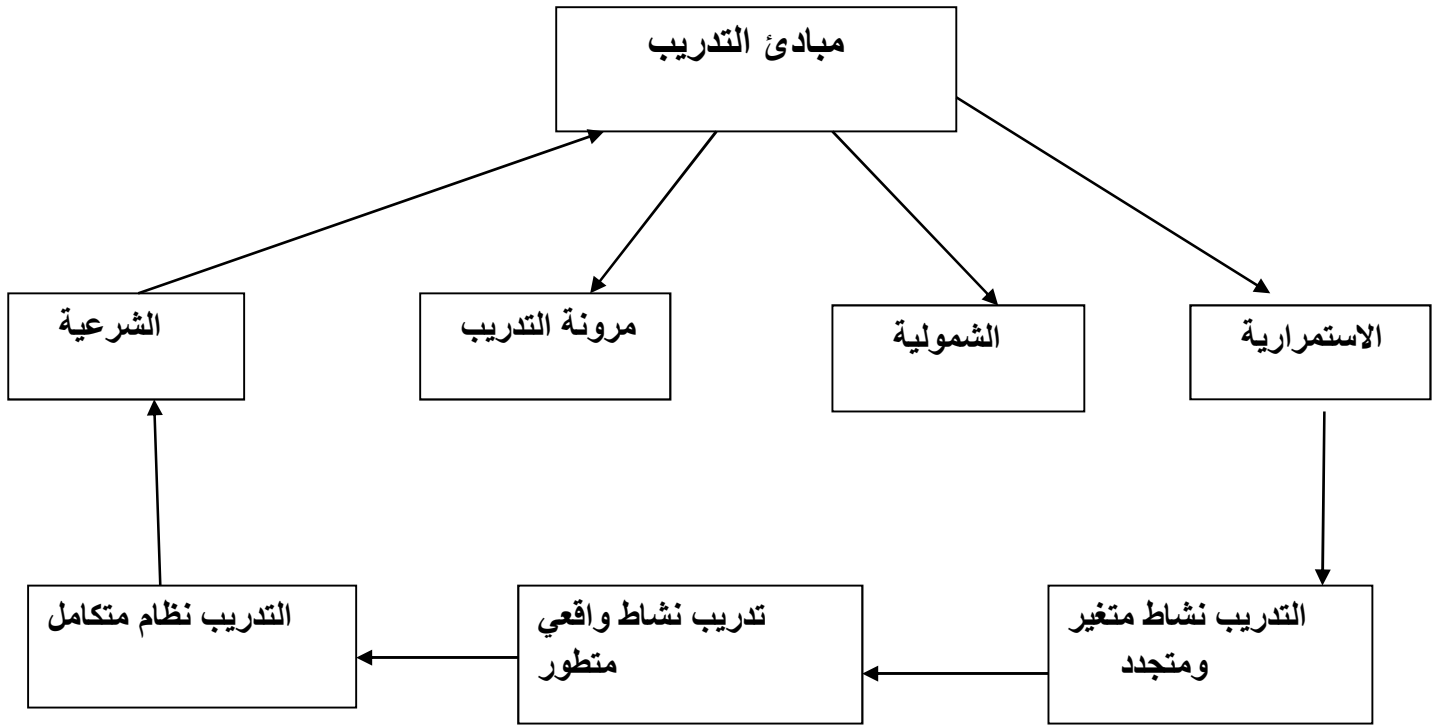 مبادئ التدريب
الاستمرارية
الشمولية
مرونة التدريب
الشرعية
التدريب نشاط متغير
ومتجدد
تدريب نشاط واقعي
متطور
التدريب نظام متكامل